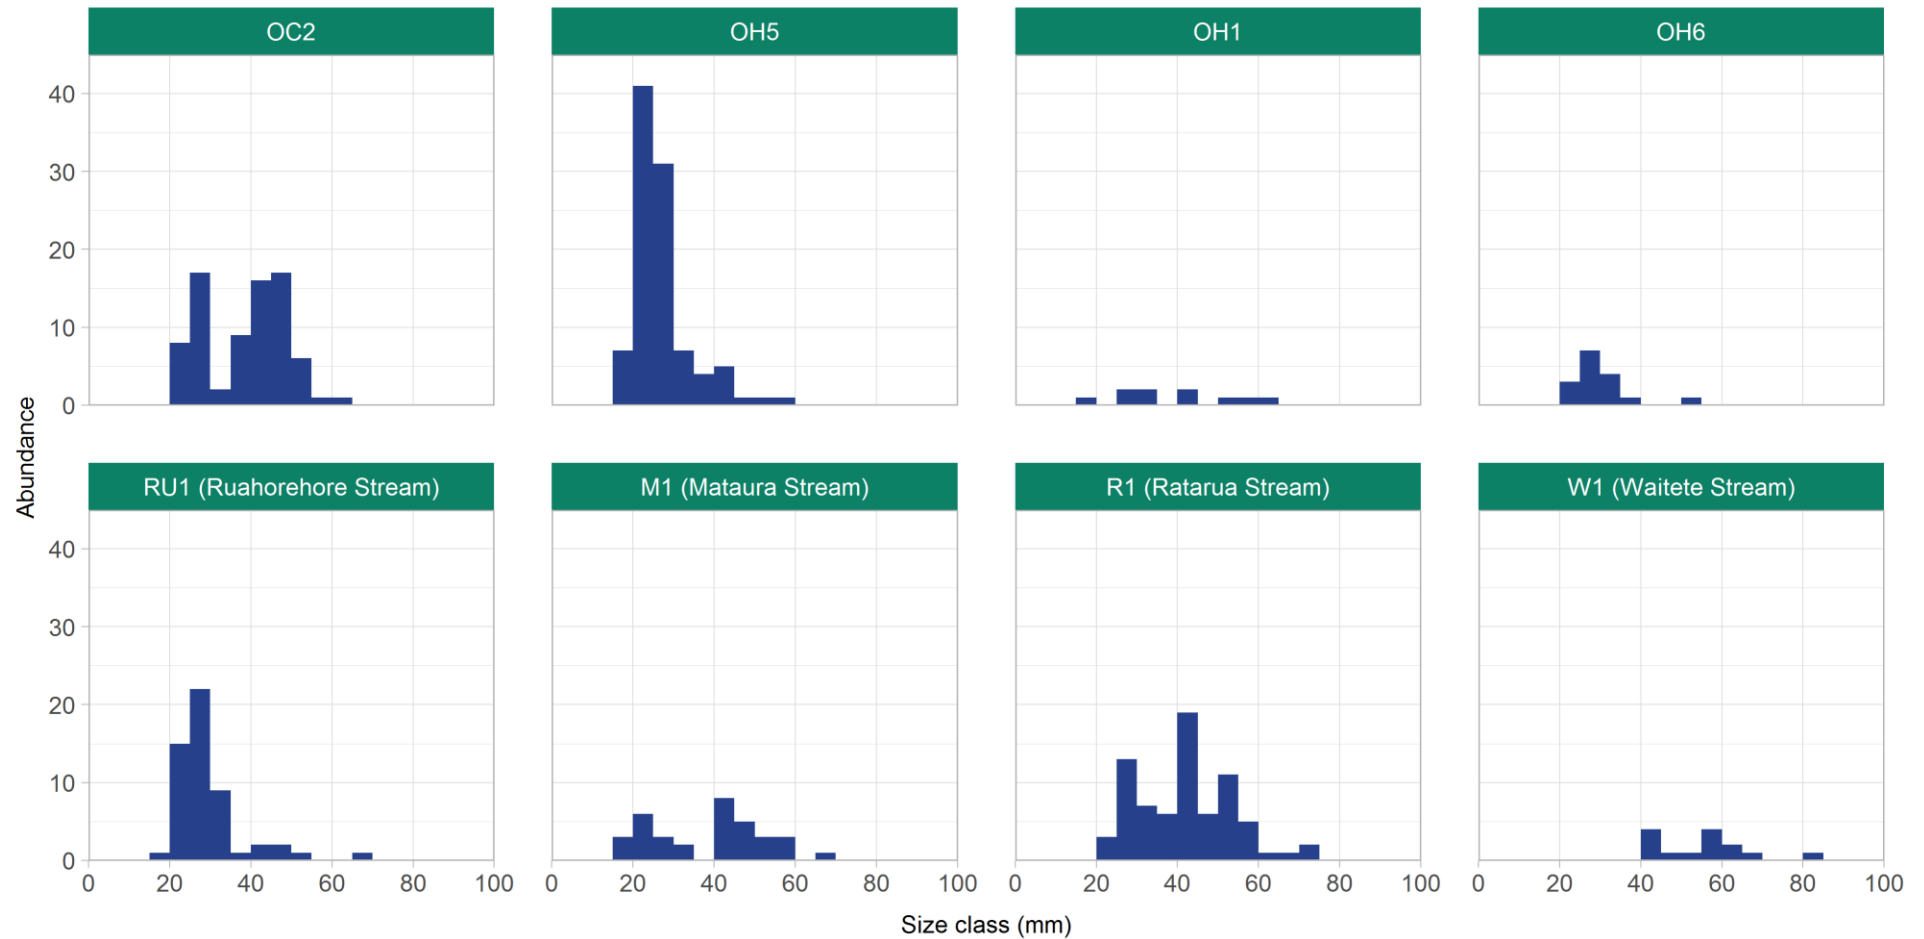 OC2
OH5
OH1
OH6
40
30
20
10
0
Abundance
RU1 (Ruahorehore Stream)
M1 (Mataura Stream)
R1 (Ratarua Stream)
W1 (Waitete Stream)
40
30
20
10
0
0 20 40 60 80 100
0 20 40 60 80 100
0 20 40 60 80 100
0 20 40 60 80 100
Size class (mm)